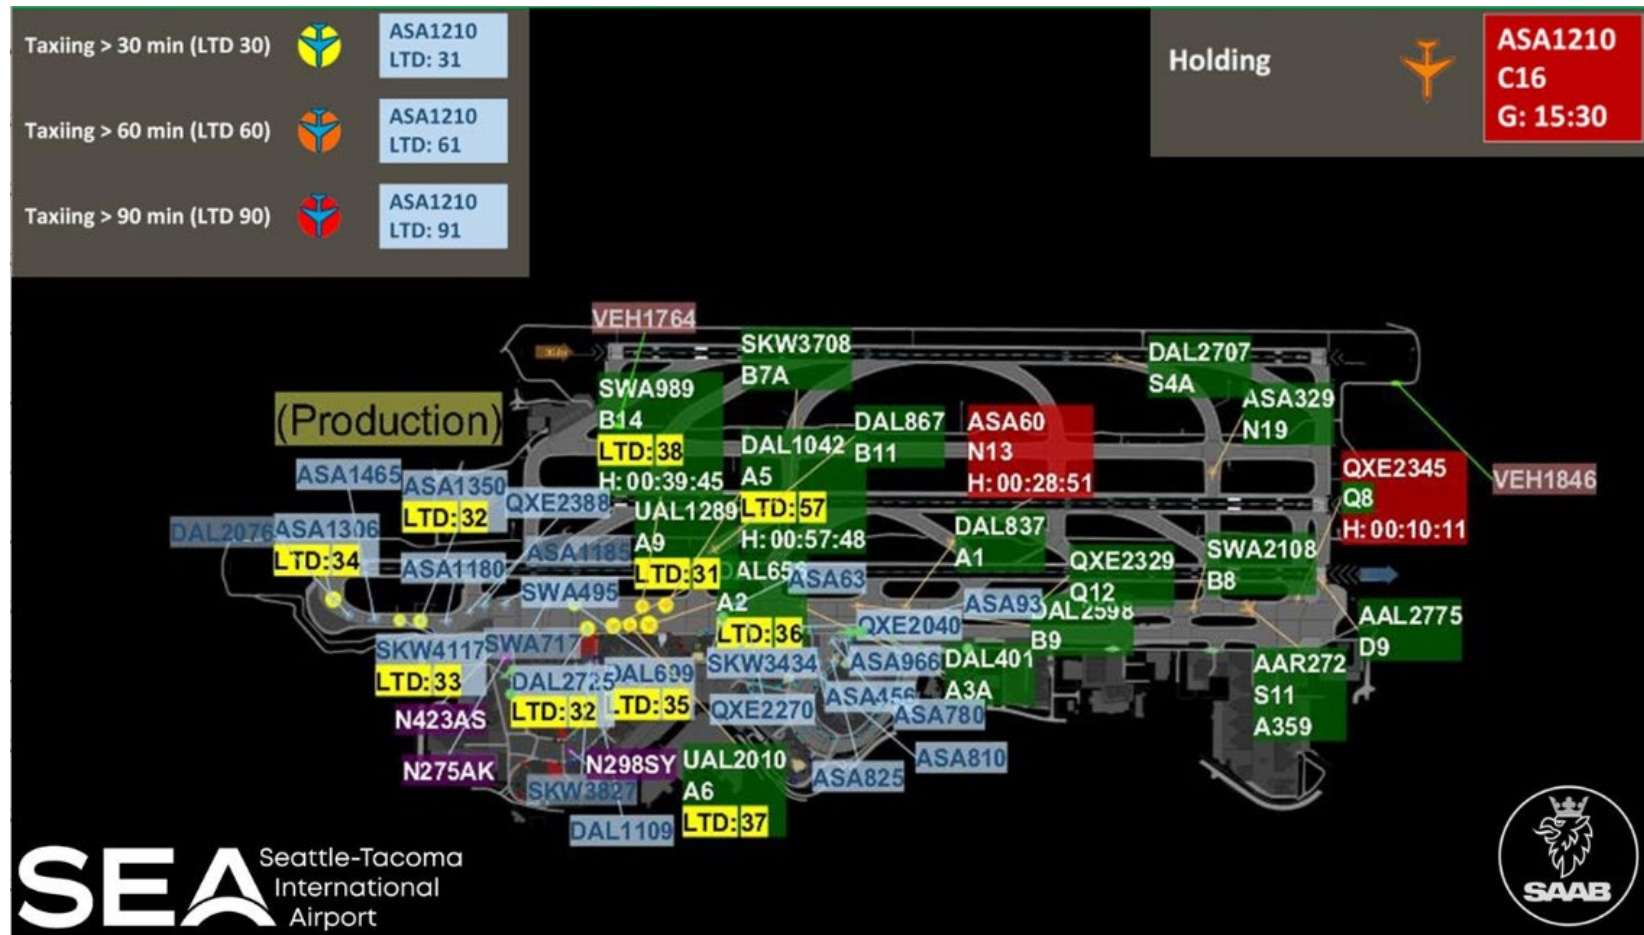 Taxiing > 30 min (LTD 30)
ASA1210
LTD: 31
Taxiing > 60 min (LTD 60)
ASA1210
LTD: 61
Taxiing > 90 min (LTD 90)
ASA1210
LTD: 91
Holding
ASA1210
C16
G: 15:30
VEH1764
SKW3708
B7A
DAL2707
S4A
SWA989
B14
LTD:38
H:00:39:45
ASA329
N19
(Production)
DAL867
B11
ASA60
N13
H:00:28:51
DAL1042
A5
LTD:57
H:00:57:48
QXE2345
Q8
H:00:10:11
VEH1846
ASA1465
ASA1350
LTD:32
QXE2388
UAL1289
A9
LTD:31
DAL2076
ASA1306
LTD:34
DAL837
A1
ASA1185
SWA2108
B8
QXE2329
Q12
ASA1180
ASA63
A2
LTD:36
SWA495
ASA93
DAL2598
B9
AAL2775
D9
QXE2040
SKW4117
LTD:33
SWA717
DAL401
A3A
SKW3434
ASA966
AAR272
S11
A359
DAL2725
LTD:32
DAL699
LTD:35
ASA456
QXE2270
ASA780
N423AS
N275AK
N298SY
UAL2010
A6
LTD:37
ASA810
ASA825
SKW3827
DAL1109
SEA
Seattle-Tacoma
International
Airport
SAAB